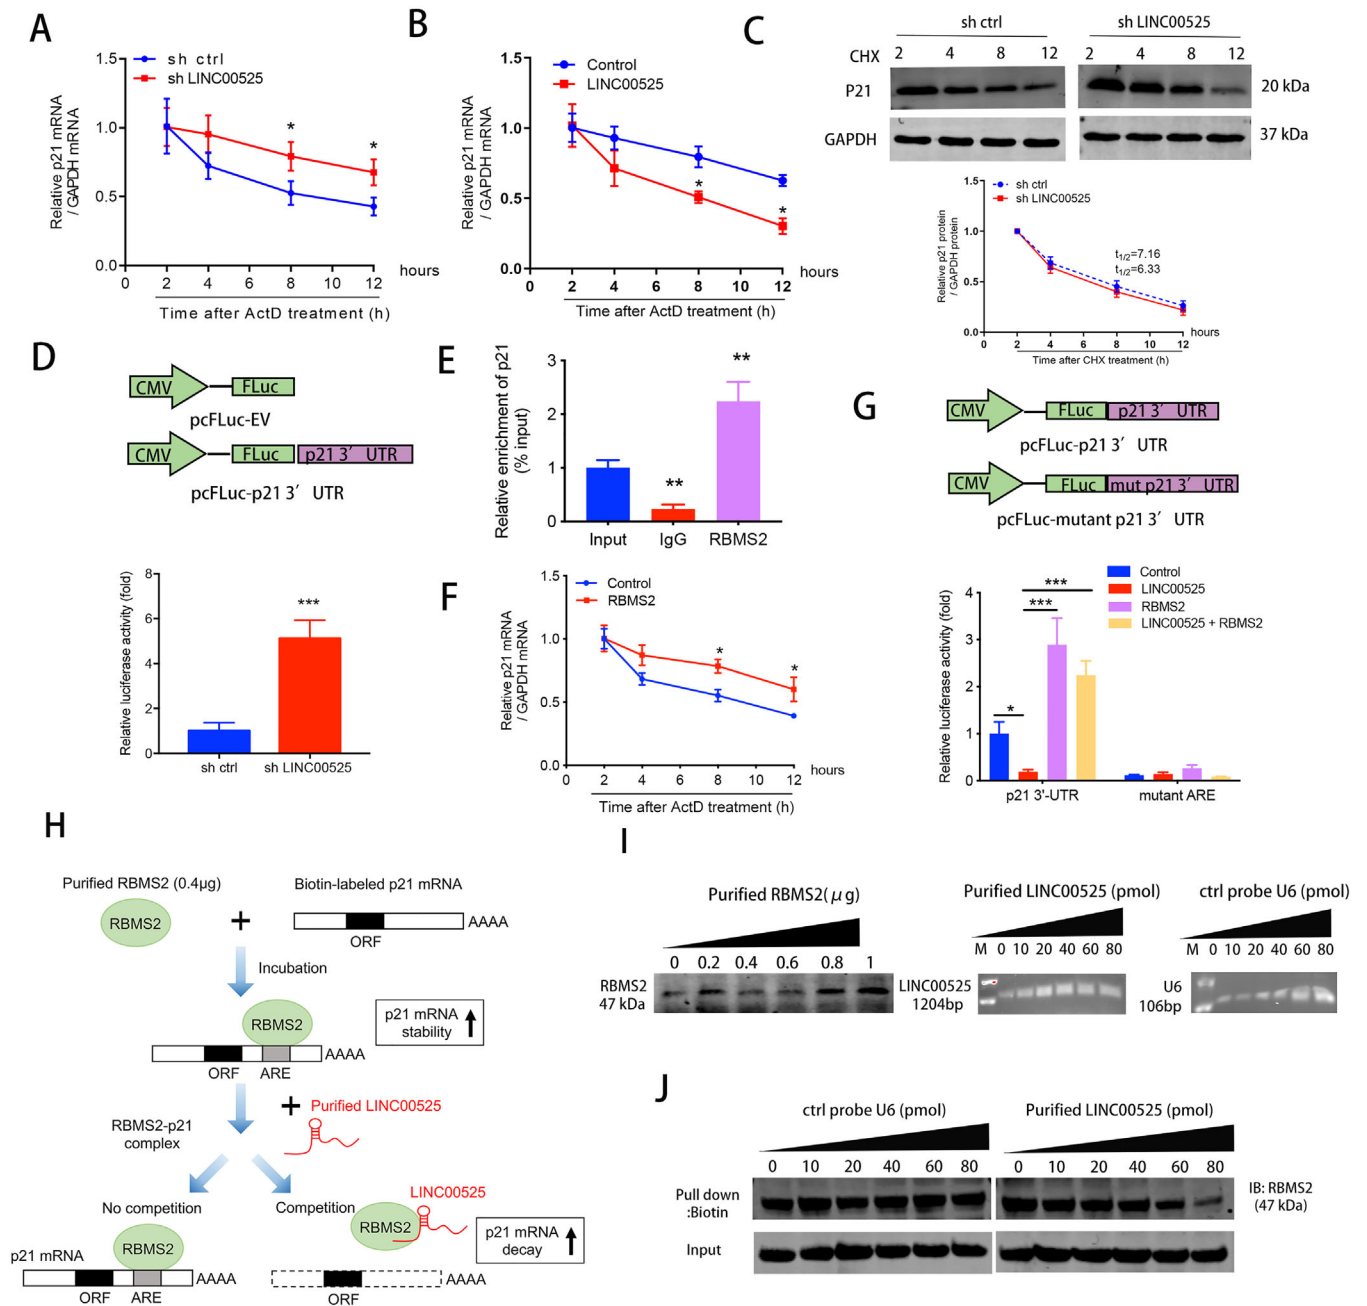 A
sh ctrl
sh LINC00525
Relative p21 mRNA
/ GAPDH mRNA
1.5
1.0
0.5
0.0
*
*
0 2 4 6 8 10 12
hours
Time after ActD treatment (h)
B
Control
LINC00525
Relative p21 mRNA
/ GAPDH mRNA
1.5
1.0
0.5
0.0
*
*
0 2 4 6 8 10 12
hours
Time after ActD treatment (h)
C
sh ctrl
sh LINC00525
CHX
2 4 8 12
2 4 8 12
P21
20 kDa
GAPDH
37 kDa
sh ctrl
sh LINC00525
Relative p21 protein
/ GAPDH protein
1.5
1.0
0.5
0.0
t1/2=7.16
t1/2=6.33
0 2 4 6 8 10 12
hours
Time after CHX treatment (h)
D
CMV
FLuc
pcFLuc-EV
CMV
FLuc
p21 3′ UTR
pcFLuc-p21 3′ UTR
Relative luciferase activity (fold)
8
6
4
2
0
***
sh ctrl
sh LINC00525
E
Relative enrichment of p21
(% input)
3
2
1
0
**
**
Input
IgG
RBMS2
F
Control
RBMS2
Relative p21 mRNA
/ GAPDH mRNA
1.5
1.0
0.5
0.0
*
*
0 2 4 6 8 10 12
hours
Time after ActD treatment (h)
G
CMV
FLuc
p21 3′ UTR
pcFLuc-p21 3′ UTR
CMV
FLuc
mut p21 3′ UTR
pcFLuc-mutant p21 3′ UTR
Control
LINC00525
RBMS2
LINC00525 + RBMS2
Relative luciferase activity (fold)
4
3
2
1
0
*
***
***
p21 3'-UTR
mutant ARE
H
Purified RBMS2 (0.4μg)
RBMS2
+
Biotin-labeled p21 mRNA
AAAA
ORF
Incubation
RBMS2
p21 mRNA
stability
AAAA
ORF
ARE
RBMS2-p21
complex
+
Purified LINC00525
No competition
Competition
LINC00525
RBMS2
RBMS2
p21 mRNA
decay
p21 mRNA
AAAA
ORF
ARE
AAAA
ORF
I
Purified RBMS2(μg)
0 0.2 0.4 0.6 0.8 1
RBMS2
47 kDa
Purified LINC00525 (pmol)
M 0 10 20 40 60 80
LINC00525
1204bp
ctrl probe U6 (pmol)
M 0 10 20 40 60 80
U6
106bp
J
ctrl probe U6 (pmol)
Purified LINC00525 (pmol)
0 10 20 40 60 80
0 10 20 40 60 80
Pull down
:Biotin
IB: RBMS2
(47 kDa)
Input